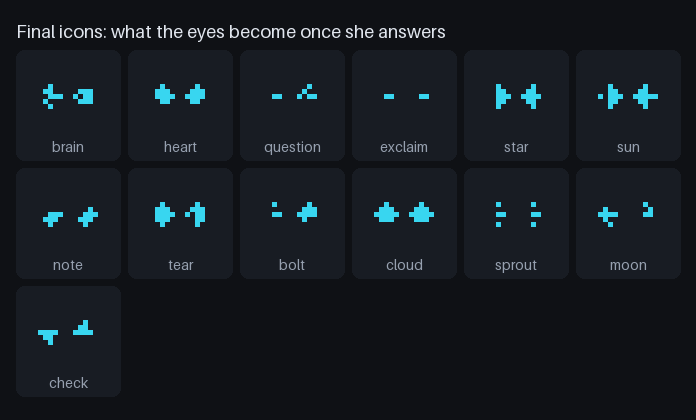 Final icons: what the eyes become once she answers
brain heart question exclaim star sun
note tear bolt cloud sprout moon
check